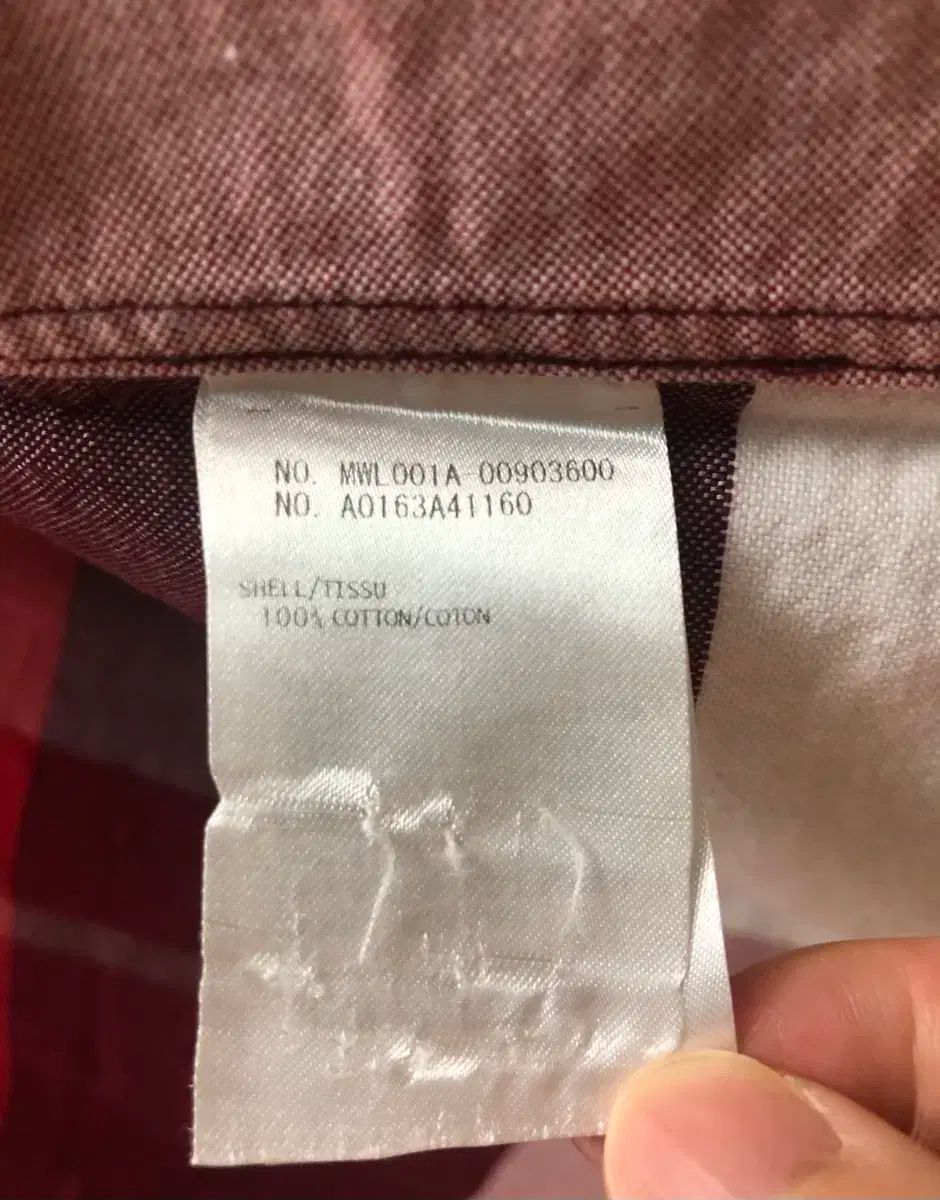 NO. MWL001A-00903600
NO. A0163A41160
SHELL/TISSU
100% COTTON/COTON